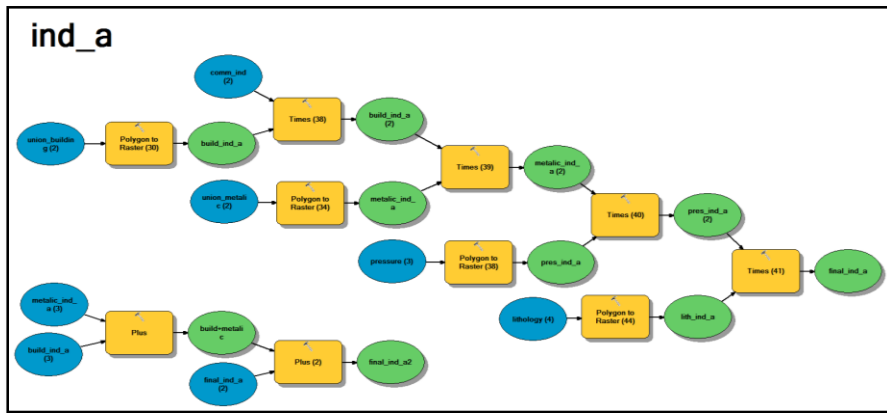 ind_a
comm_ind
(2)
Times (38)
build_ind_a
(2)
union_buildin
g (2)
Polygon to
Raster (30)
build_ind_a
Times (39)
metalic_ind_
a (2)
union_metali
c (2)
Polygon to
Raster (34)
metalic_ind_
a
Times (40)
pres_ind_a
(2)
pressure (3)
Polygon to
Raster (38)
pres_ind_a
Times (41)
final_ind_a
lithology (4)
Polygon to
Raster (44)
lith_ind_a
metalic_ind_
a (3)
Plus
build+metali
c
build_ind_a
(3)
Plus (2)
final_ind_a2
final_ind_a
(2)